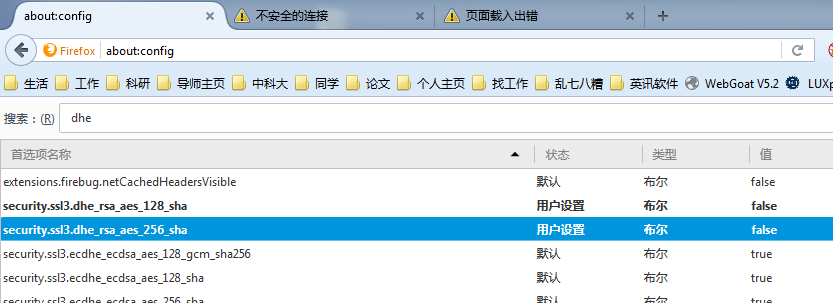 about:config 不安全的连接 页面载入出错
Firefox about:config
生活 工作 科研 导师主页 中科大 同学 论文 个人主页 找工作 乱七八糟 英讯软件 WebGoat V5.2 LUXp
搜索：(R) dhe
首选项名称 状态 类型 值
extensions.firebug.netCachedHeadersVisible 默认 布尔 false
security.ssl3.dhe_rsa_aes_128_sha 用户设置 布尔 false
security.ssl3.dhe_rsa_aes_256_sha 用户设置 布尔 false
security.ssl3.ecdhe_ecdsa_aes_128_gcm_sha256 默认 布尔 true
security.ssl3.ecdhe_ecdsa_aes_128_sha 默认 布尔 true
security.ssl3.ecdhe_ecdsa_aes_256_sha 默认 布尔 true